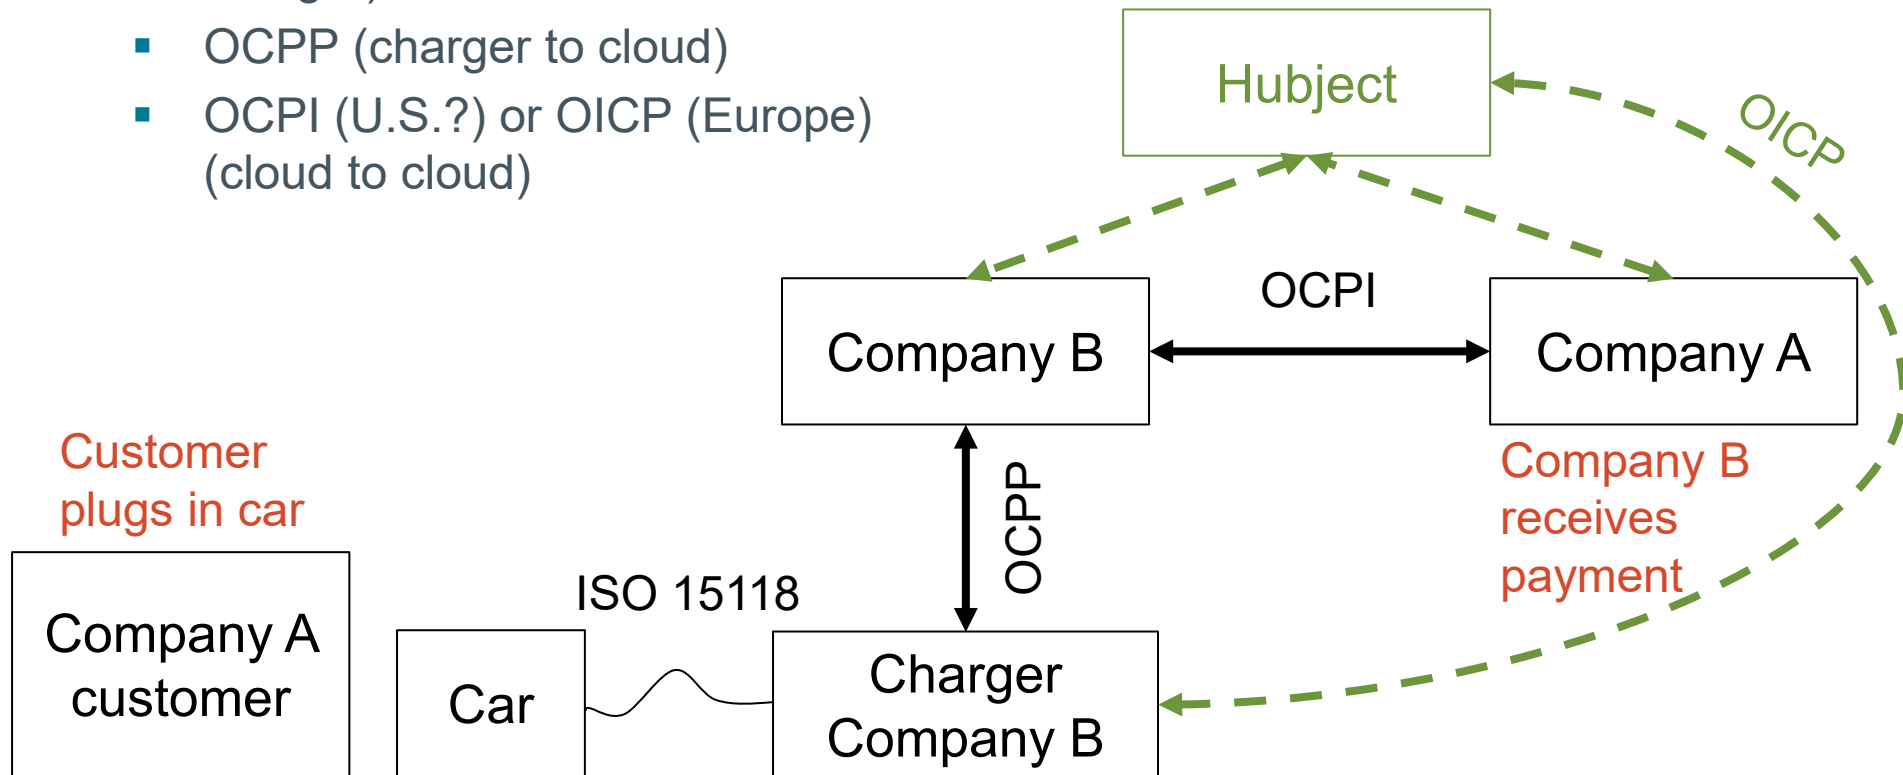 OCPP (charger to cloud)
OCPI (U.S.?) or OICP (Europe)
(cloud to cloud)
Hubject
OICP
OCPI
Company B
Company A
Customer
plugs in car
OCPP
Company B
receives
payment
ISO 15118
Company A
customer
Car
Charger
Company B